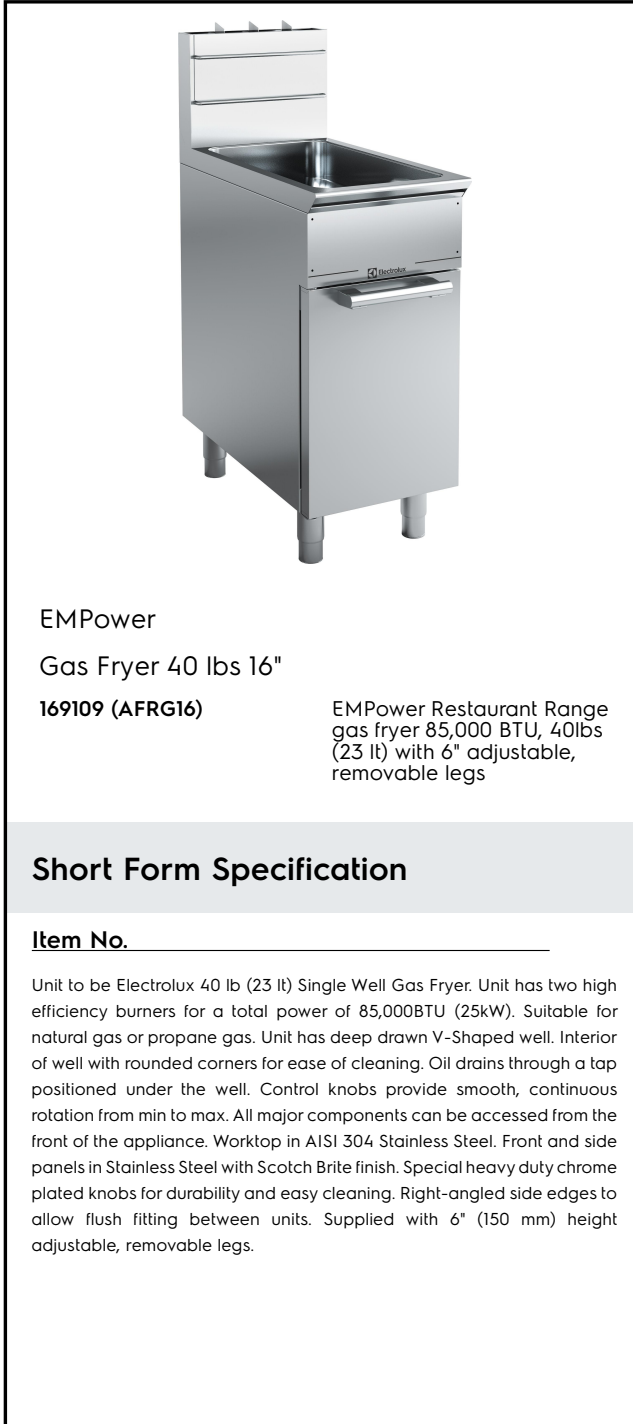 Electrolux
EMPower
Gas Fryer 40 lbs 16"
169109 (AFRG16)
EMPower Restaurant Range
gas fryer 85,000 BTU, 40lbs
(23 lt) with 6" adjustable,
removable legs
Short Form Specification
Item No.
Unit to be Electrolux 40 lb (23 lt) Single Well Gas Fryer. Unit has two high
efficiency burners for a total power of 85,000BTU (25kW). Suitable for
natural gas or propane gas. Unit has deep drawn V-Shaped well. Interior
of well with rounded corners for ease of cleaning. Oil drains through a tap
positioned under the well. Control knobs provide smooth, continuous
rotation from min to max. All major components can be accessed from the
front of the appliance. Worktop in AISI 304 Stainless Steel. Front and side
panels in Stainless Steel with Scotch Brite finish. Special heavy duty chrome
plated knobs for durability and easy cleaning. Right-angled side edges to
allow flush fitting between units. Supplied with 6" (150 mm) height
adjustable, removable legs.